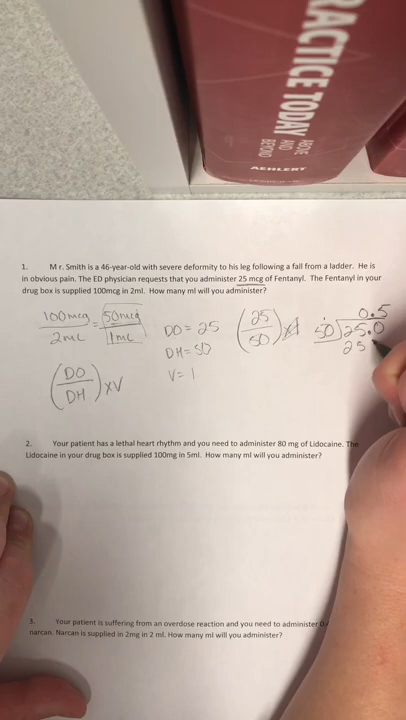 PRACTICE TODAY
ABOVE
AND
BEYOND
AEHLERT
1. Mr. Smith is a 46-year-old with severe deformity to his leg following a fall from a ladder. He is
in obvious pain. The ED physician requests that you administer 25 mcg of Fentanyl. The Fentanyl in your
drug box is supplied 100mcg in 2ml. How many ml will you administer?
100mcg / 2mL = 50mcg / 1mL
(DO / DH) x V
DO = 25
DH = 50
V = 1
(25 / 50) x 1
0.5
50)25.0
25
2. Your patient has a lethal heart rhythm and you need to administer 80 mg of Lidocaine. The
Lidocaine in your drug box is supplied 100mg in 5ml. How many ml will you administer?
3. Your patient is suffering from an overdose reaction and you need to administer
narcan. Narcan is supplied in 2mg in 2 ml. How many ml will you administer?